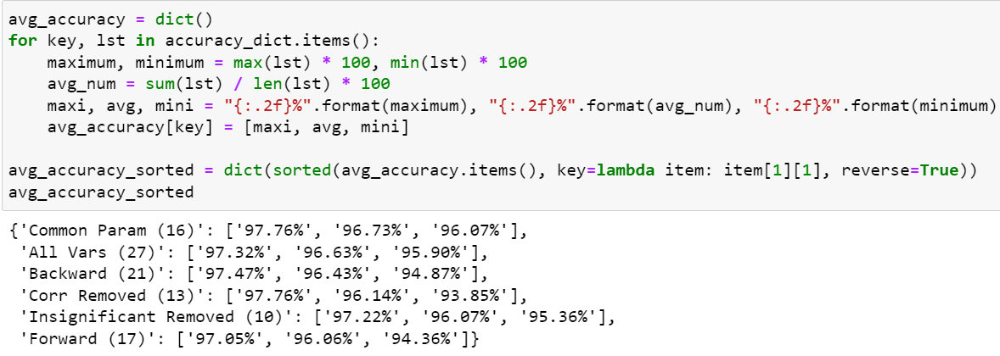 avg_accuracy = dict()
for key, lst in accuracy_dict.items():
    maximum, minimum = max(lst) * 100, min(lst) * 100
    avg_num = sum(lst) / len(lst) * 100
    maxi, avg, mini = "{:.2f}%".format(maximum), "{:.2f}%".format(avg_num), "{:.2f}%".format(minimum)
    avg_accuracy[key] = [maxi, avg, mini]

avg_accuracy_sorted = dict(sorted(avg_accuracy.items(), key=lambda item: item[1][1], reverse=True))
avg_accuracy_sorted
{'Common Param (16)': ['97.76%', '96.73%', '96.07%'],
 'All Vars (27)': ['97.32%', '96.63%', '95.90%'],
 'Backward (21)': ['97.47%', '96.43%', '94.87%'],
 'Corr Removed (13)': ['97.76%', '96.14%', '93.85%'],
 'Insignificant Removed (10)': ['97.22%', '96.07%', '95.36%'],
 'Forward (17)': ['97.05%', '96.06%', '94.36%']}